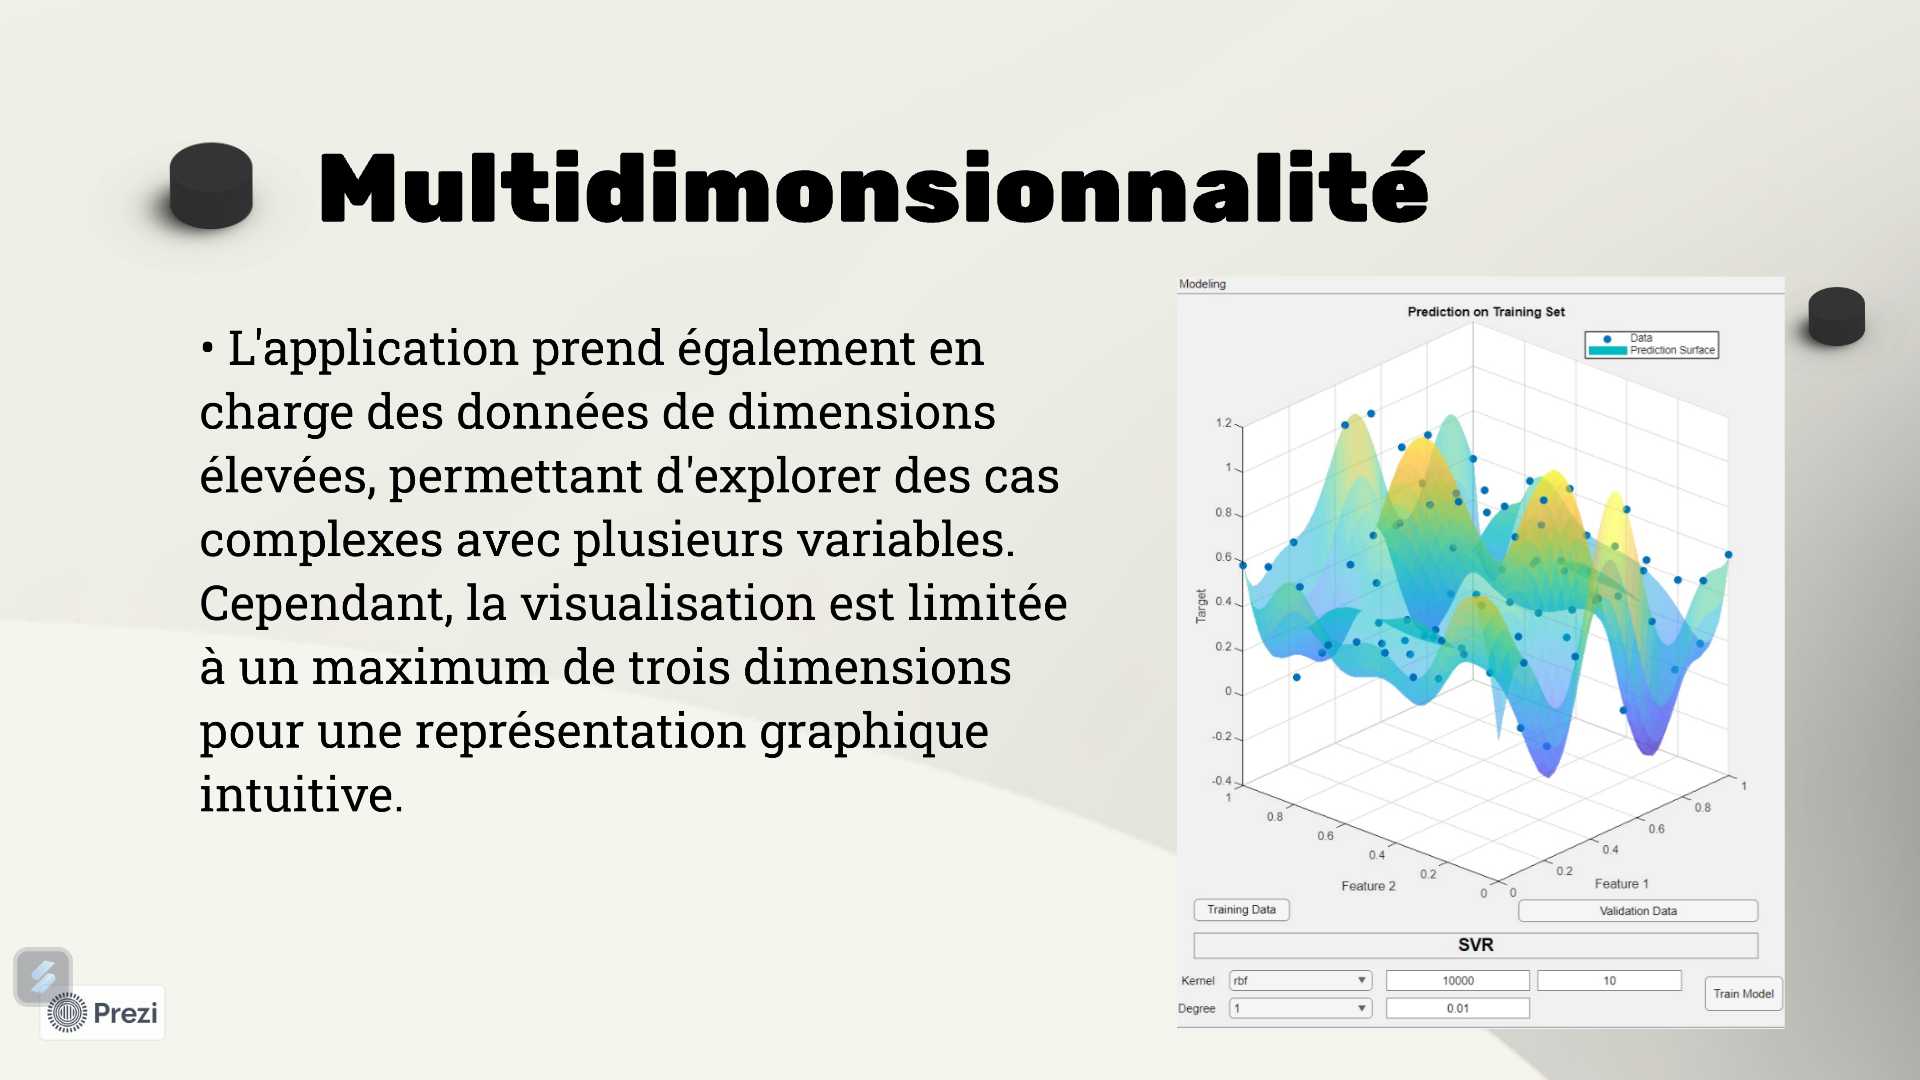 Multidimonsionnalité
• L'application prend également en
charge des données de dimensions
élevées, permettant d'explorer des cas
complexes avec plusieurs variables.
Cependant, la visualisation est limitée
à un maximum de trois dimensions
pour une représentation graphique
intuitive.
Modeling
Prediction on Training Set
Data
Prediction Surface
1.2
1
0.8
0.6
0.4
0.2
0
-0.2
-0.4
Target
1
0.8
0.6
0.4
0.2
0
Feature 2
0
0.2
0.4
0.6
0.8
1
Feature 1
Training Data
Validation Data
SVR
Kernel rbf 10000 10
Train Model
Degree 1 0.01
Prezi